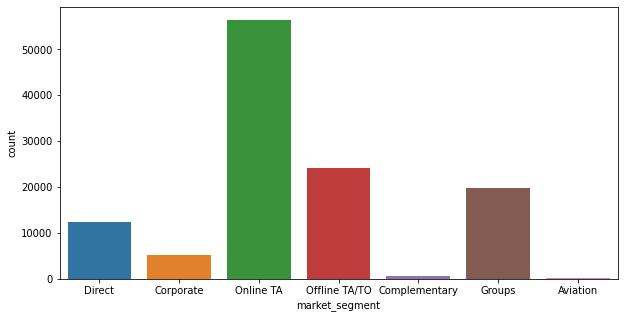 50000
40000
30000
20000
10000
0
count
Direct Corporate Online TA Offline TA/TO Complementary Groups Aviation
market_segment